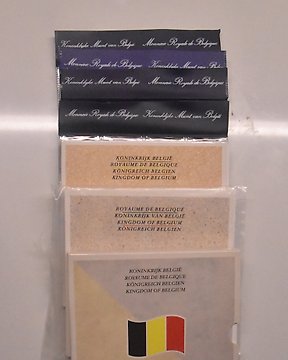 Koninklijke Munt van België Monnaie Royale de Belgique
Monnaie Royale de Belgique Koninklijke Munt van
Koninklijke Munt van België Monnaie Royale de Belgique
Monnaie Royale de Belgique Koninklijke Munt van België
KONINKRIJK BELGIË
ROYAUME DE BELGIQUE
KÖNIGREICH BELGIEN
KINGDOM OF BELGIUM
ROYAUME DE BELGIQUE
KONINKRIJK VAN BELGIË
KINGDOM OF BELGIUM
KÖNIGREICH BELGIEN
KONINKRIJK BELGIË
ROYAUME DE BELGIQUE
KÖNIGREICH BELGIEN
KINGDOM OF BELGIUM